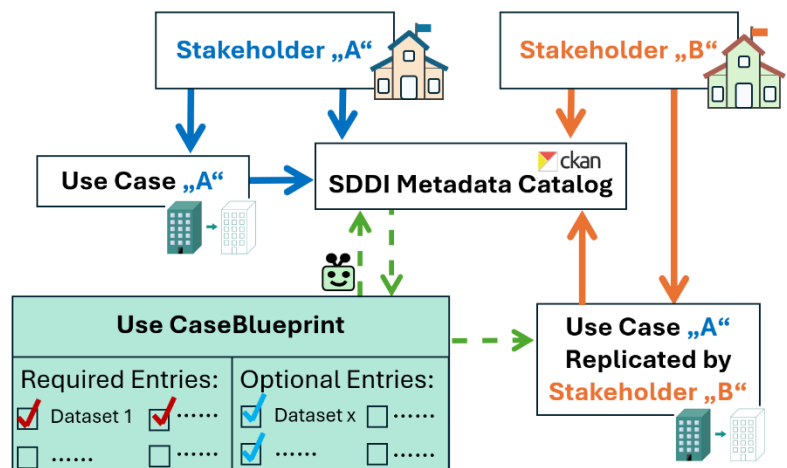 Stakeholder „A“
Stakeholder „B“
Use Case „A“
ckan
SDDI Metadata Catalog
Use CaseBlueprint
Required Entries:
Dataset 1 ......
...... ......
Optional Entries:
Dataset x ......
...... ......
Use Case „A“
Replicated by
Stakeholder „B“